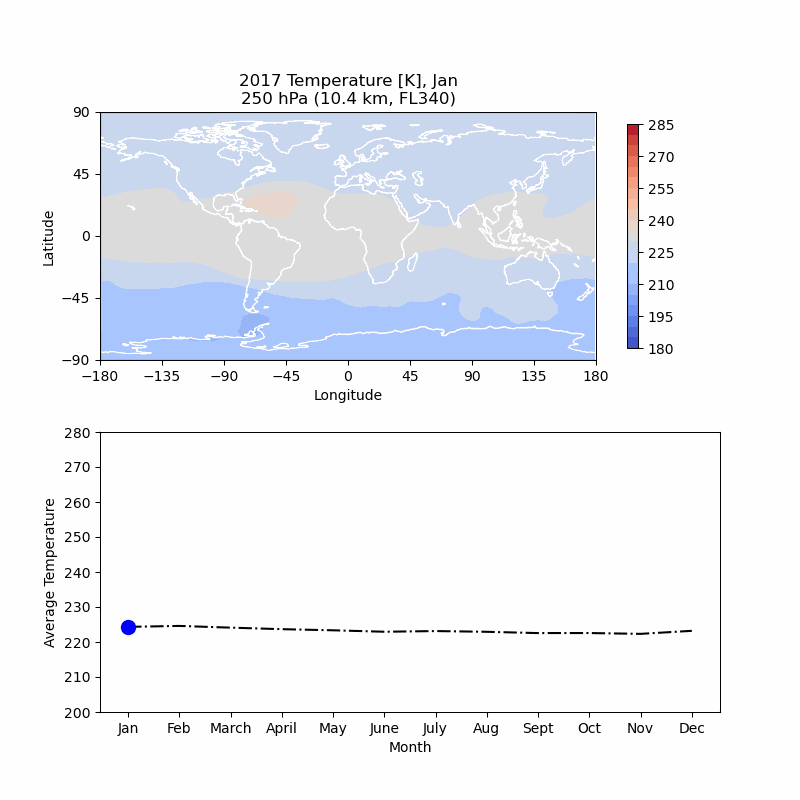 2017 Temperature [K], Jan
250 hPa (10.4 km, FL340)
90
45
0
−45
−90
Latitude
−180 −135 −90 −45 0 45 90 135 180
Longitude
285
270
255
240
225
210
195
180
280
270
260
250
240
230
220
210
200
Average Temperature
Jan Feb March April May June July Aug Sept Oct Nov Dec
Month